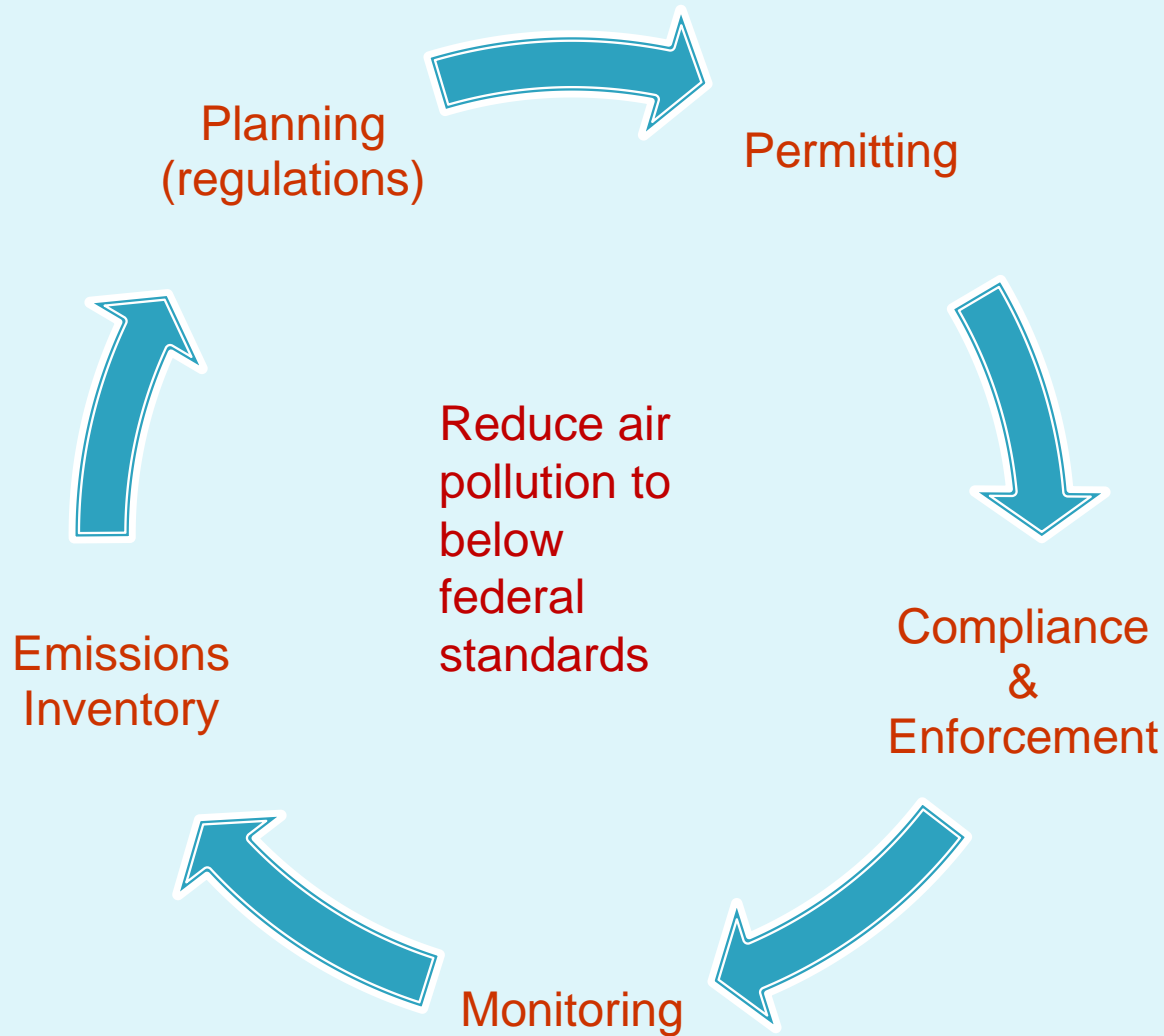 Planning
(regulations)
Permitting
Reduce air
pollution to
below
federal
standards
Compliance
&
Enforcement
Emissions
Inventory
Monitoring